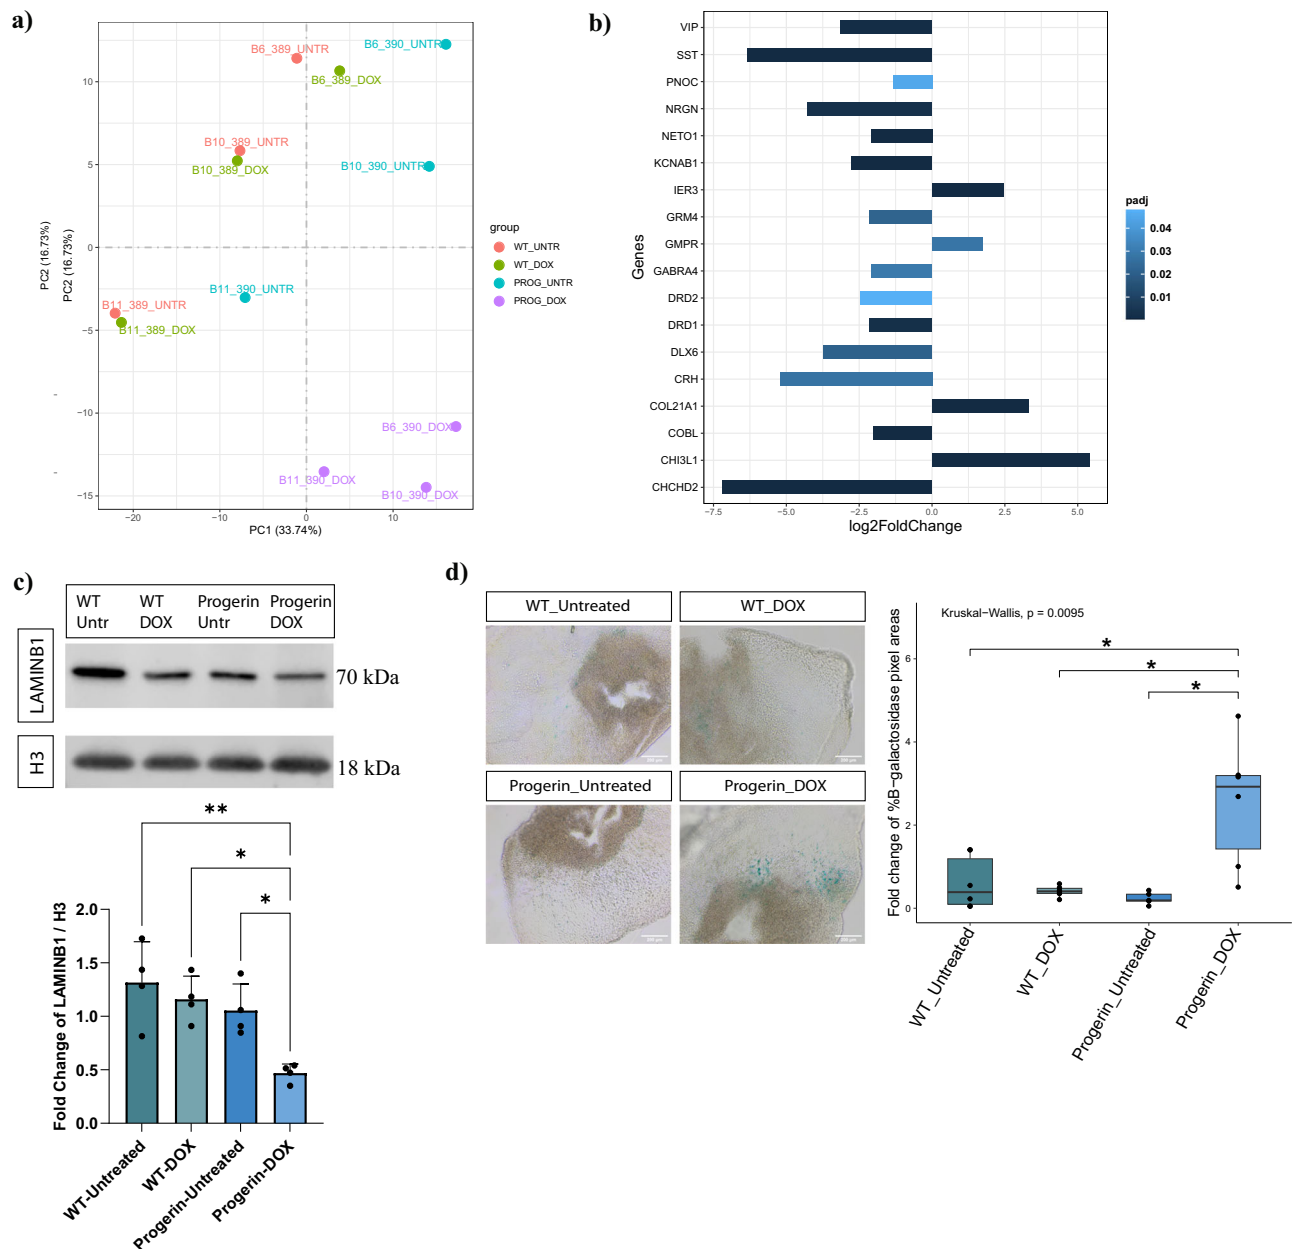 a)
B6_389_UNTR
B6_390_UNTR
B6_389_DOX
B10_389_UNTR
B10_389_DOX
B10_390_UNTR
B11_390_UNTR
B11_389_UNTR
B11_389_DOX
B6_390_DOX
B11_390_DOX
B10_390_DOX
10
5
0
−5
−10
−15
PC2 (16.73%)
PC2 (16.73%)
−20
−10
0
10
PC1 (33.74%)
group
WT_UNTR
WT_DOX
PROG_UNTR
PROG_DOX
b)
VIP
SST
PNOC
NRGN
NETO1
KCNAB1
IER3
GRM4
GMPR
GABRA4
DRD2
DRD1
DLX6
CRH
COL21A1
COBL
CHI3L1
CHCHD2
Genes
−7.5
−5.0
−2.5
0.0
2.5
5.0
log2FoldChange
padj
0.04
0.03
0.02
0.01
c)
WT Untr
WT DOX
Progerin Untr
Progerin DOX
LAMINB1
70 kDa
H3
18 kDa
**
*
*
2.0
1.5
1.0
0.5
0.0
Fold Change of LAMINB1 / H3
WT-Untreated
WT-DOX
Progerin-Untreated
Progerin-DOX
d)
WT_Untreated
WT_DOX
Progerin_Untreated
Progerin_DOX
Kruskal−Wallis, p = 0.0095
*
*
*
6
4
2
0
Fold change of %B−galactosidase pixel areas
WT_Untreated
WT_DOX
Progerin_Untreated
Progerin_DOX